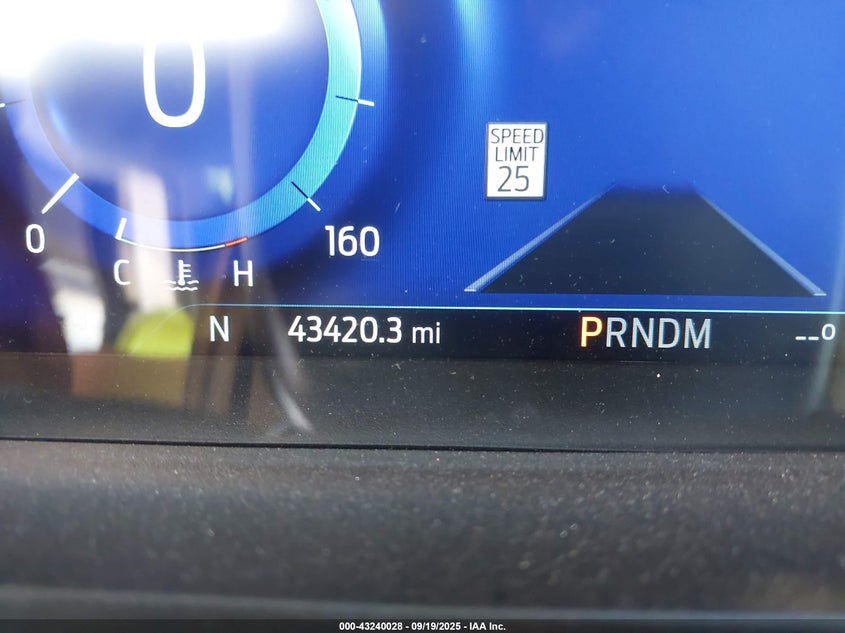 0
SPEED
LIMIT
25
0
160
C
H
N
43420.3 mi
PRNDM
--°
000-43240028 - 09/19/2025 - IAA Inc.